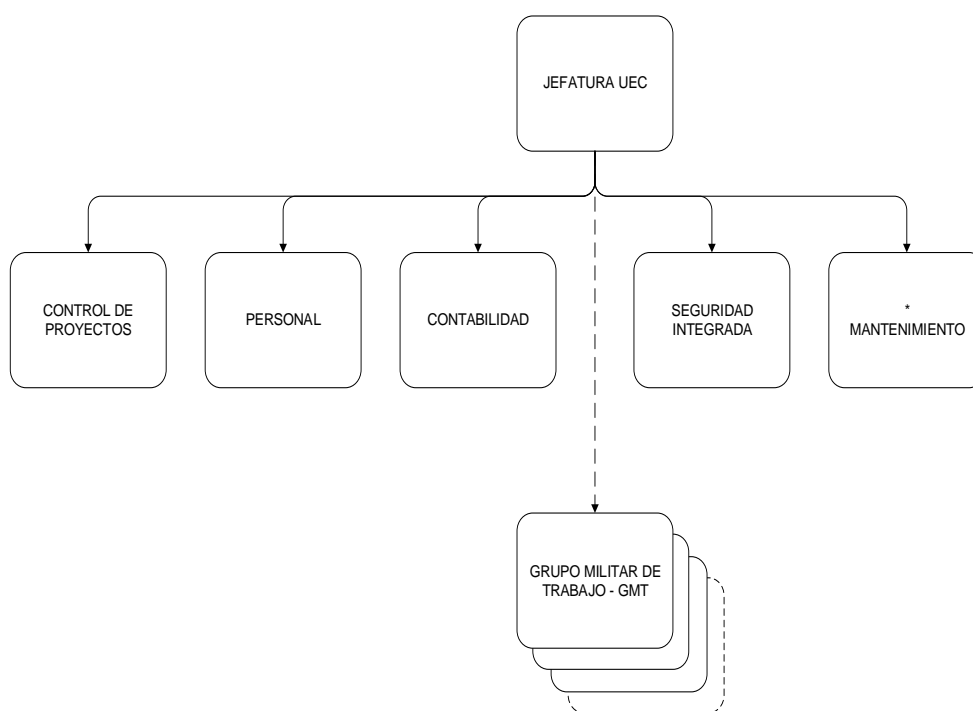 JEFATURA UEC
CONTROL DE
PROYECTOS
PERSONAL
CONTABILIDAD
SEGURIDAD
INTEGRADA
*
MANTENIMIENTO
GRUPO MILITAR DE
TRABAJO - GMT